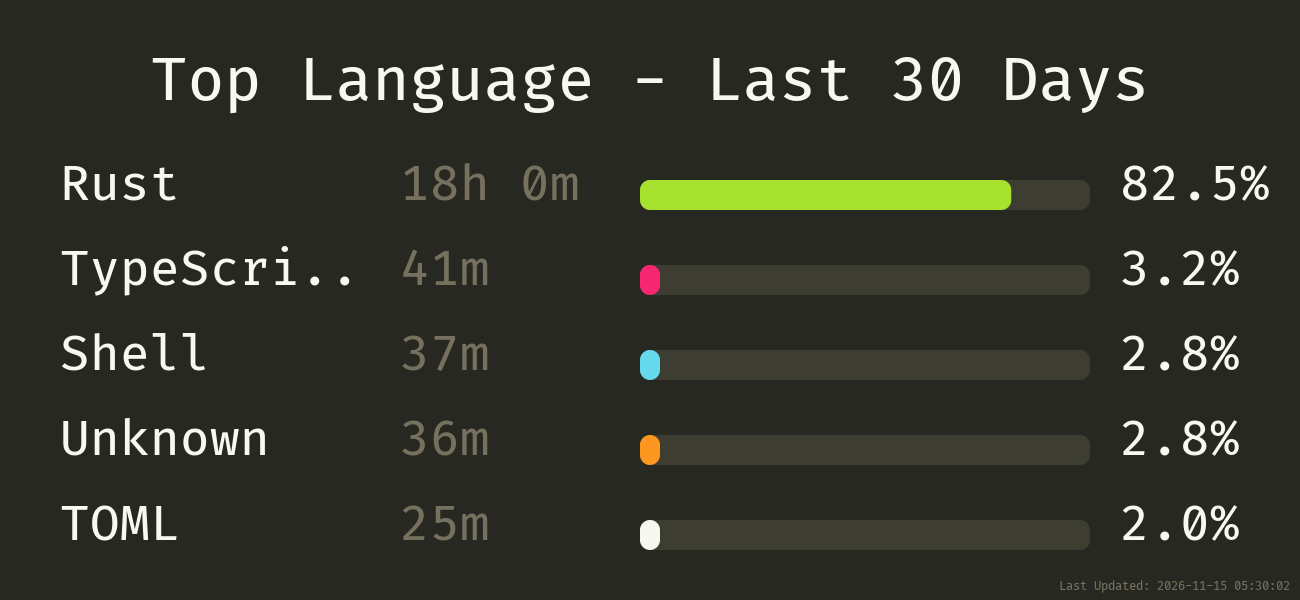 Top Language - Last 30 Days
Rust 18h 0m 82.5%
TypeScri.. 41m 3.2%
Shell 37m 2.8%
Unknown 36m 2.8%
TOML 25m 2.0%
Last Updated: 2026-11-15 05:30:02